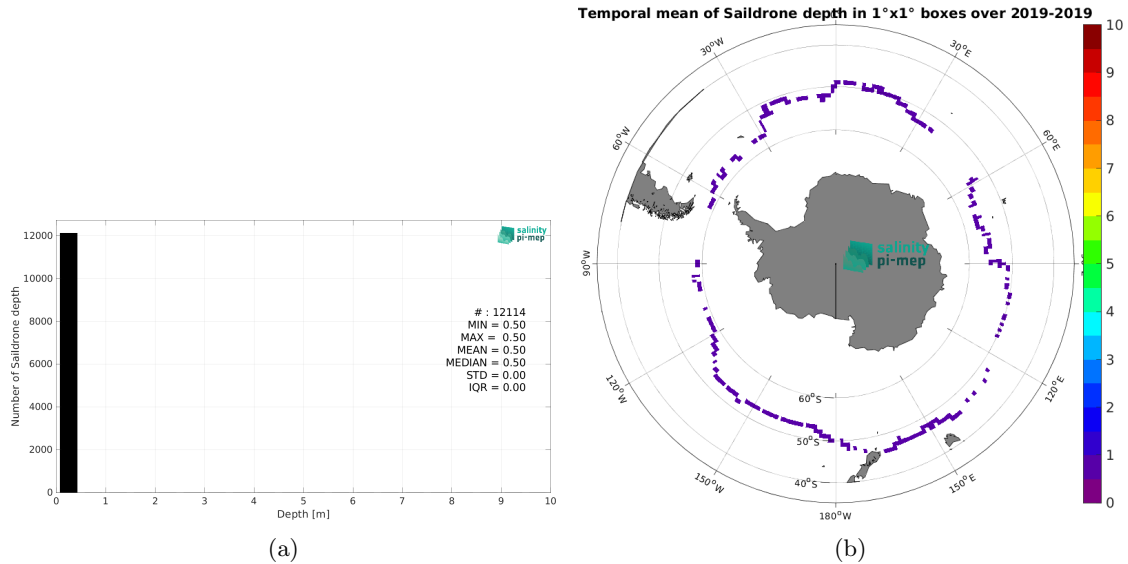 Temporal mean of Saildrone depth in 1°x1° boxes over 2019-2019
12000
10000
8000
6000
4000
2000
0
Number of Saildrone depth
salinity
pi-mep
# : 12114
MIN = 0.50
MAX = 0.50
MEAN = 0.50
MEDIAN = 0.50
STD = 0.00
IQR = 0.00
0 1 2 3 4 5 6 7 8 9 10
Depth [m]
(a)
30°W
30°E
60°W
60°E
90°W
120°W
120°E
150°W
150°E
180°W
60°S
50°S
40°S
salinity
pi-mep
10
9
8
7
6
5
4
3
2
1
0
(b)